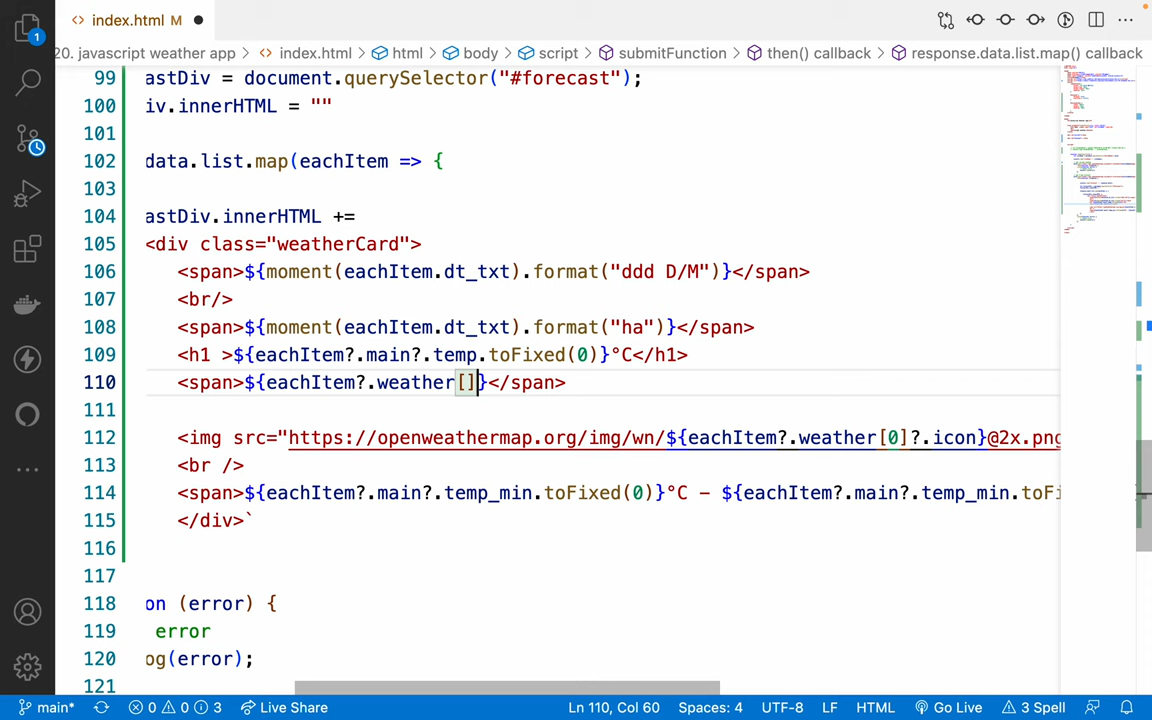 index.html M
20. javascript weather app > index.html > html > body > script > submitFunction > then() callback > response.data.list.map() callback
99 astDiv = document.querySelector("#forecast");
100 iv.innerHTML = ""
101
102 data.list.map(eachItem => {
103
104 astDiv.innerHTML +=
105 <div class="weatherCard">
106 <span>${moment(eachItem.dt_txt).format("ddd D/M")}</span>
107 <br/>
108 <span>${moment(eachItem.dt_txt).format("ha")}</span>
109 <h1 >${eachItem?.main?.temp.toFixed(0)}°C</h1>
110 <span>${eachItem?.weather[]}</span>
111
112 <img src="https://openweathermap.org/img/wn/${eachItem?.weather[0]?.icon}@2x.png
113 <br />
114 <span>${eachItem?.main?.temp_min.toFixed(0)}°C - ${eachItem?.main?.temp_min.toFi
115 </div>`
116
117
118 on (error) {
119 error
120 og(error);
121
1
main* 0 0 3 Live Share Ln 110, Col 60 Spaces: 4 UTF-8 LF HTML Go Live 3 Spell